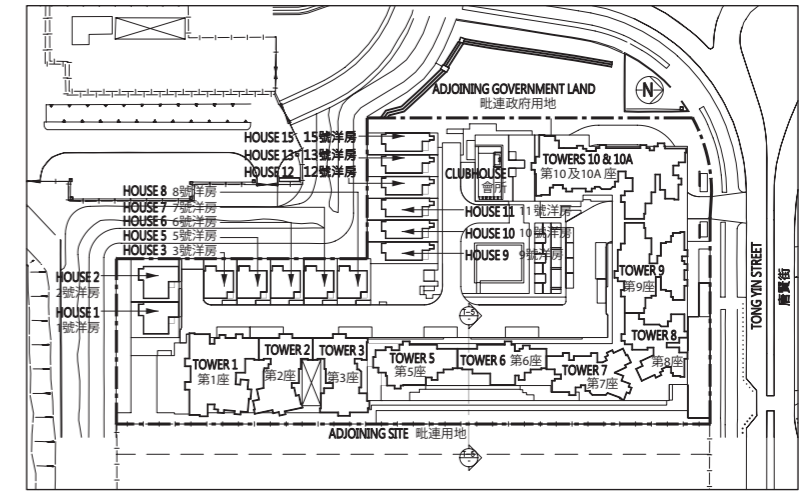 ADJOINING GOVERNMENT LAND
毗連政府用地
N
HOUSE 15 15號洋房
HOUSE 13 13號洋房
HOUSE 12 12號洋房
CLUBHOUSE
會所
TOWERS 10 & 10A
第10及10A座
HOUSE 8 8號洋房
HOUSE 7 7號洋房
HOUSE 6 6號洋房
HOUSE 5 5號洋房
HOUSE 3 3號洋房
HOUSE 11 11號洋房
HOUSE 10 10號洋房
HOUSE 9 9號洋房
HOUSE 2
2號洋房
HOUSE 1
1號洋房
TOWER 9
第9座
TOWER 8
第8座
TONG YIN STREET
唐賢街
TOWER 1
第1座
TOWER 2
第2座
TOWER 3
第3座
TOWER 5
第5座
TOWER 6 第6座
TOWER 7
第7座
ADJOINING SITE 毗連用地